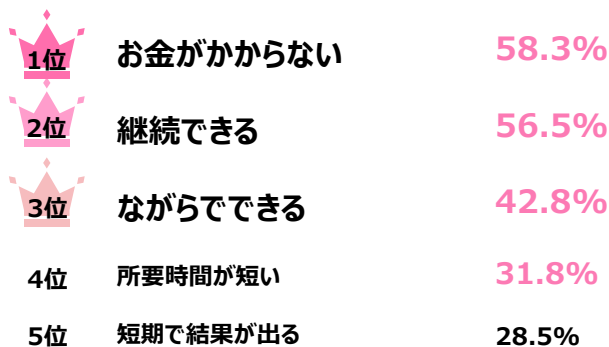 1位 お金がかからない 58.3%
2位 継続できる 56.5%
3位 ながらでできる 42.8%
4位 所要時間が短い 31.8%
5位 短期で結果が出る 28.5%